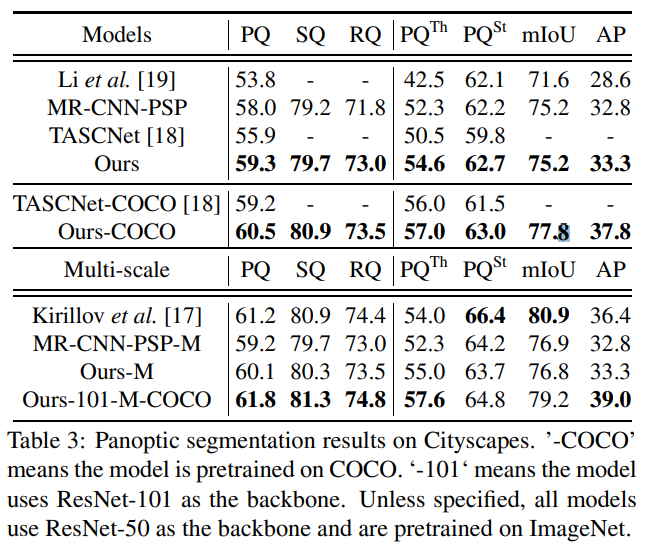 Models PQ SQ RQ PQTh PQSt mIoU AP
Li et al. [19] 53.8 - - 42.5 62.1 71.6 28.6
MR-CNN-PSP 58.0 79.2 71.8 52.3 62.2 75.2 32.8
TASCNet [18] 55.9 - - 50.5 59.8 - -
Ours 59.3 79.7 73.0 54.6 62.7 75.2 33.3
TASCNet-COCO [18] 59.2 - - 56.0 61.5 - -
Ours-COCO 60.5 80.9 73.5 57.0 63.0 77.8 37.8
Multi-scale PQ SQ RQ PQTh PQSt mIoU AP
Kirillov et al. [17] 61.2 80.9 74.4 54.0 66.4 80.9 36.4
MR-CNN-PSP-M 59.2 79.7 73.0 52.3 64.2 76.9 32.8
Ours-M 60.1 80.3 73.5 55.0 63.7 76.8 33.3
Ours-101-M-COCO 61.8 81.3 74.8 57.6 64.8 79.2 39.0
Table 3: Panoptic segmentation results on Cityscapes. ’-COCO’
means the model is pretrained on COCO. ‘-101‘ means the model
uses ResNet-101 as the backbone. Unless specified, all models
use ResNet-50 as the backbone and are pretrained on ImageNet.